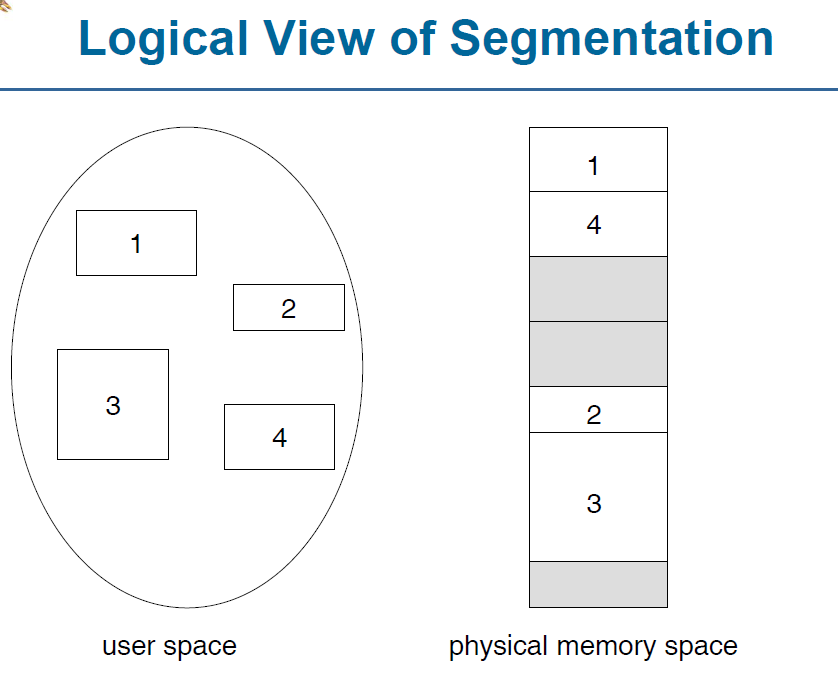 Logical View of Segmentation
1
2
3
4
1
4
2
3
user space
physical memory space